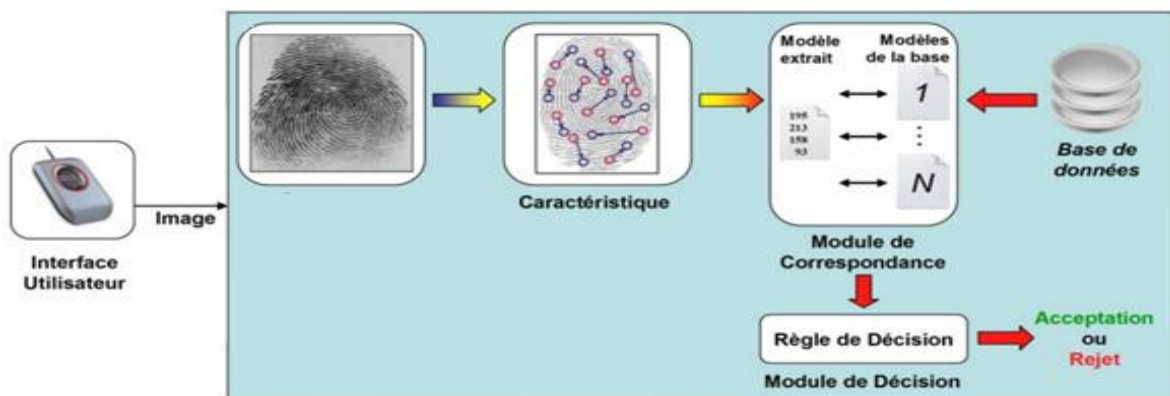 Interface
Utilisateur
Image
Caractéristique
Modèle
extrait
Modèles
de la base
195
213
158
93
1
N
Module de
Correspondance
Base de
données
Règle de Décision
Module de Décision
Acceptation
ou
Rejet